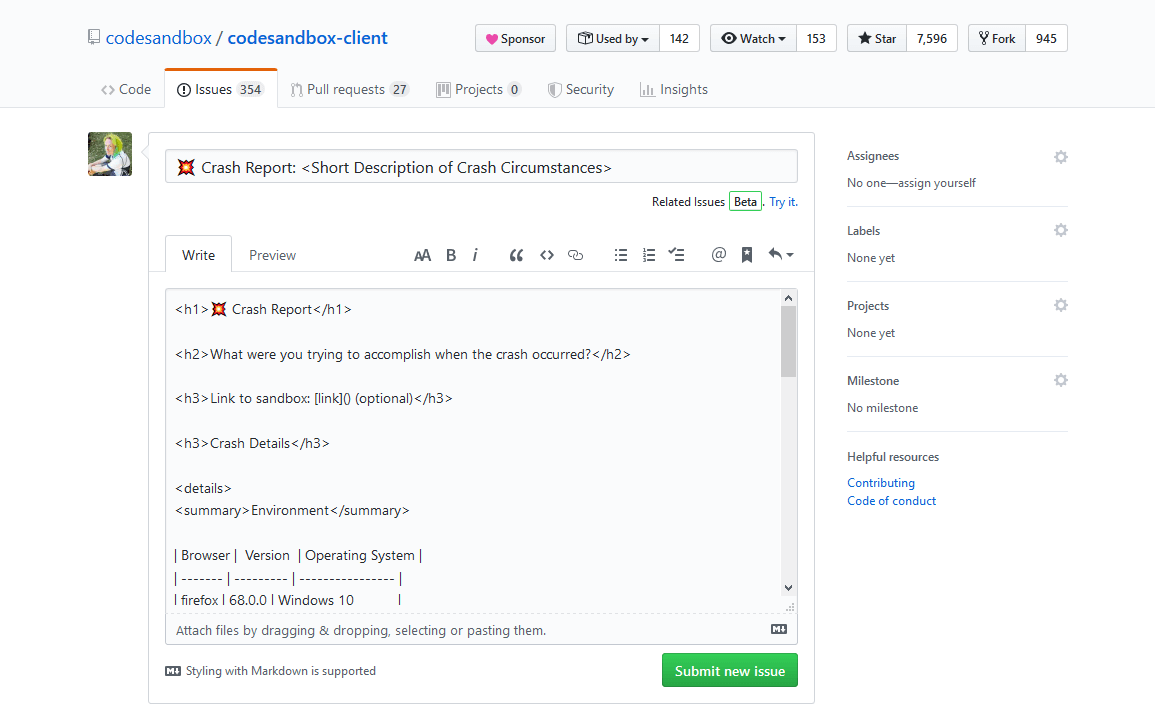 codesandbox / codesandbox-client
Sponsor Used by 142 Watch 153 Star 7,596 Fork 945
Code Issues 354 Pull requests 27 Projects 0 Security Insights
💥 Crash Report: <Short Description of Crash Circumstances>
Related Issues Beta . Try it.
Write Preview
AA B i
<h1>💥 Crash Report</h1>
<h2>What were you trying to accomplish when the crash occurred?</h2>
<h3>Link to sandbox: [link]() (optional)</h3>
<h3>Crash Details</h3>
<details>
<summary>Environment</summary>
| Browser |  Version  | Operating System |
| ------- | --------- | ---------------- |
| firefox | 68.0.0 | Windows 10           |
Attach files by dragging & dropping, selecting or pasting them.
Styling with Markdown is supported
Submit new issue
Assignees
No one—assign yourself
Labels
None yet
Projects
None yet
Milestone
No milestone
Helpful resources
Contributing
Code of conduct